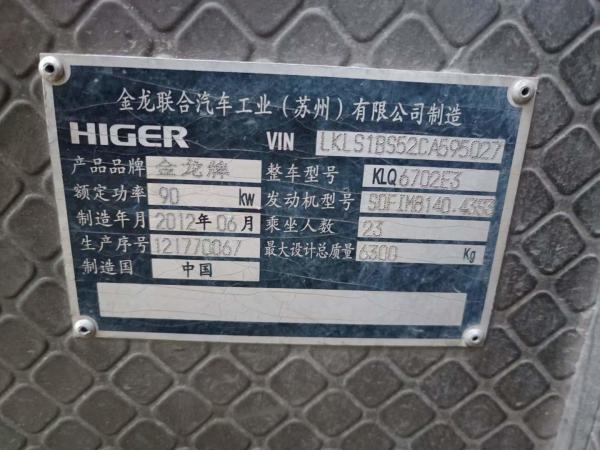 金龙联合汽车工业(苏州)有限公司制造
HIGER VIN LKLS1BS52CA595027
产品品牌 金龙牌 整车型号 KLQ6702E3
额定功率 90 kw 发动机型号 SOFIM8140.43S3
制造年月 2012年06月 乘坐人数 23
生产序号 121770067 最大设计总质量 6300 Kg
制造国 中国